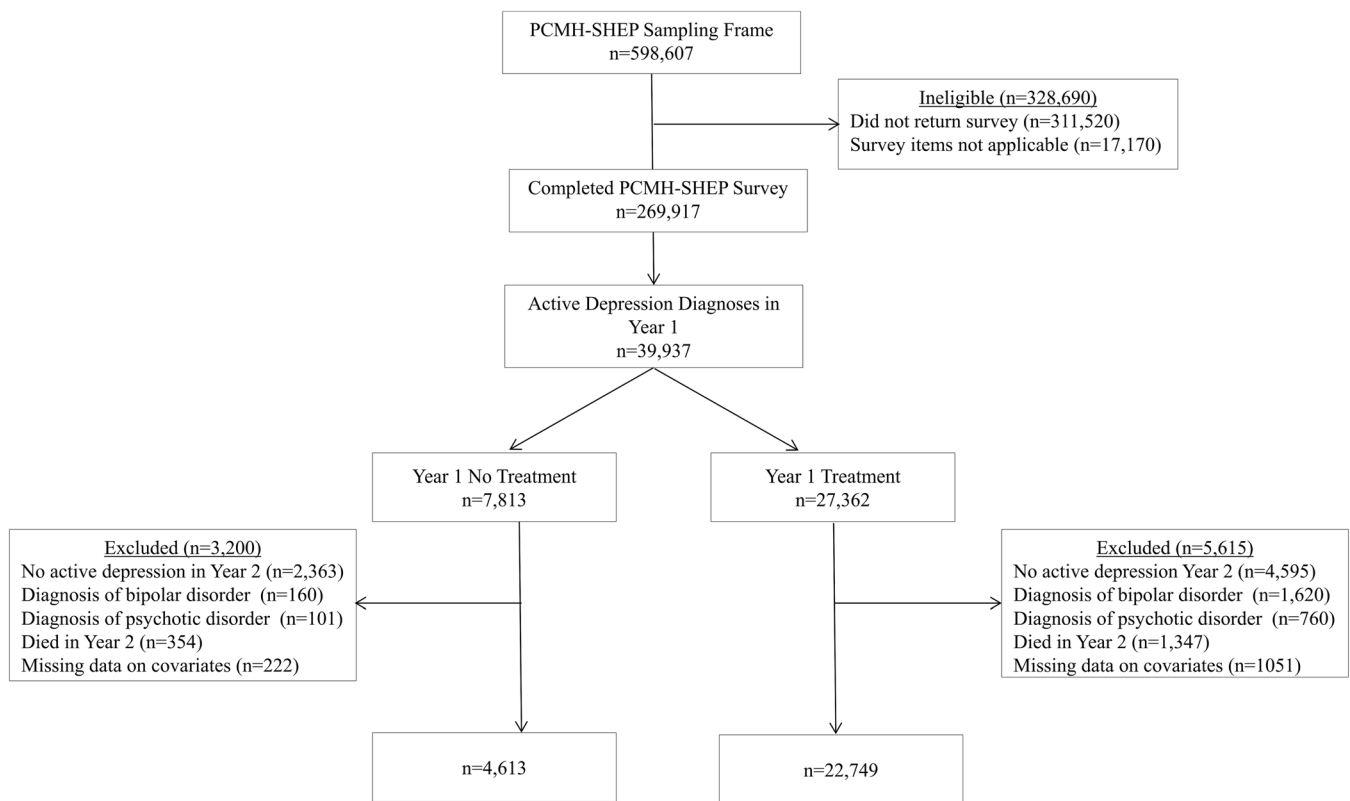 PCMH-SHEP Sampling Frame
n=598,607
Ineligible (n=328,690)
Did not return survey (n=311,520)
Survey items not applicable (n=17,170)
Completed PCMH-SHEP Survey
n=269,917
Active Depression Diagnoses in
Year 1
n=39,937
Year 1 No Treatment
n=7,813
Year 1 Treatment
n=27,362
Excluded (n=3,200)
No active depression in Year 2 (n=2,363)
Diagnosis of bipolar disorder (n=160)
Diagnosis of psychotic disorder (n=101)
Died in Year 2 (n=354)
Missing data on covariates (n=222)
Excluded (n=5,615)
No active depression Year 2 (n=4,595)
Diagnosis of bipolar disorder (n=1,620)
Diagnosis of psychotic disorder (n=760)
Died in Year 2 (n=1,347)
Missing data on covariates (n=1051)
n=4,613
n=22,749